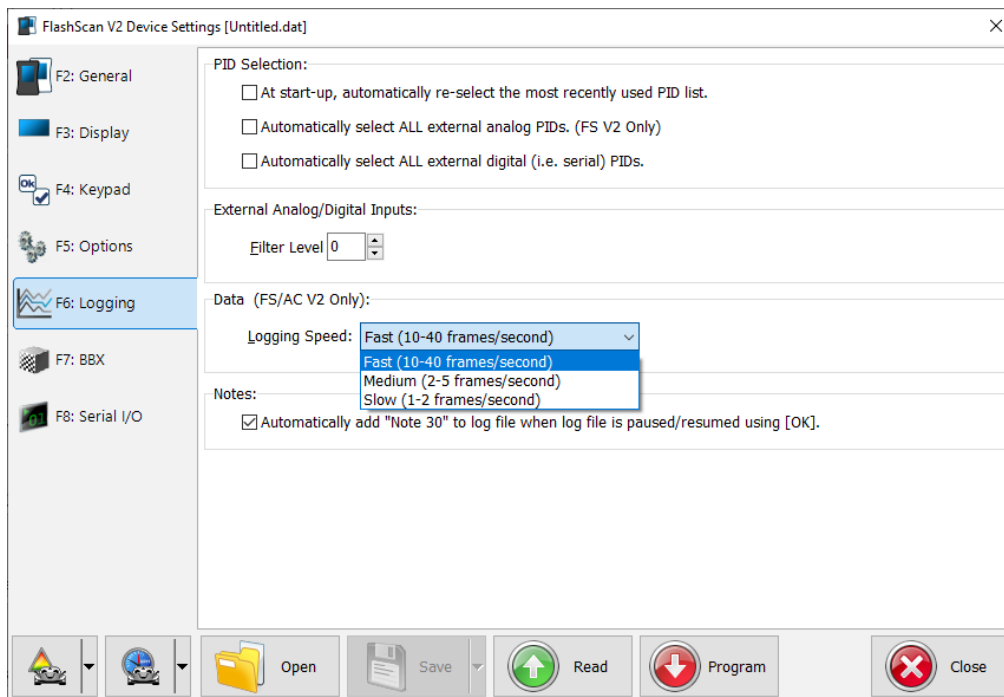 FlashScan V2 Device Settings [Untitled.dat]
F2: General
F3: Display
Ok
F4: Keypad
F5: Options
F6: Logging
F7: BBX
F8: Serial I/O
PID Selection:
At start-up, automatically re-select the most recently used PID list.
Automatically select ALL external analog PIDs. (FS V2 Only)
Automatically select ALL external digital (i.e. serial) PIDs.
External Analog/Digital Inputs:
Filter Level 0
Data (FS/AC V2 Only):
Logging Speed: Fast (10-40 frames/second)
Fast (10-40 frames/second)
Medium (2-5 frames/second)
Slow (1-2 frames/second)
Notes:
Automatically add "Note 30" to log file when log file is paused/resumed using [OK].
Open
Save
Read
Program
Close